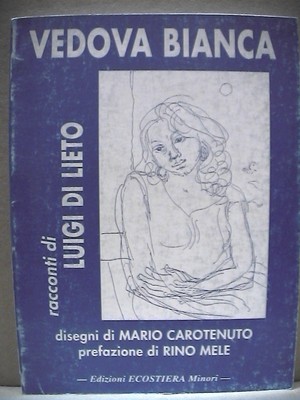 VEDOVA BIANCA
racconti di
LUIGI DI LIETO
disegni di MARIO CAROTENUTO
prefazione di RINO MELE
— Edizioni ECOSTIERA Minori —